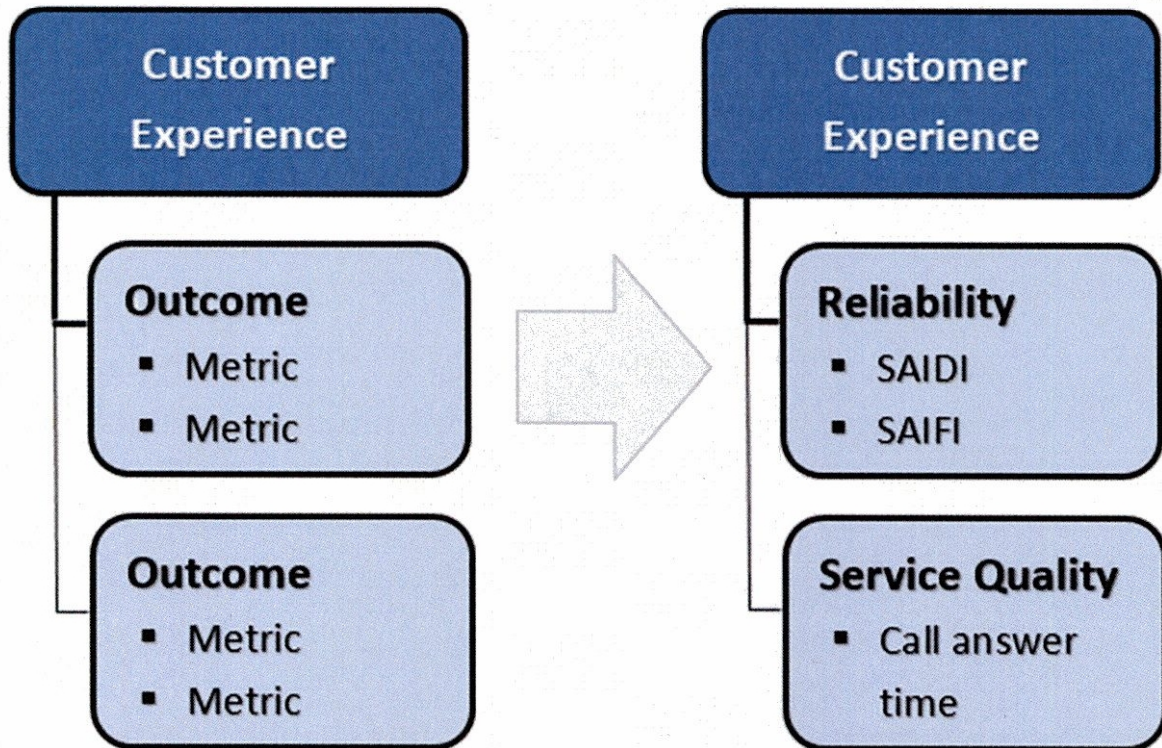 Customer
Experience
Outcome
▪ Metric
▪ Metric
Outcome
▪ Metric
▪ Metric
Customer
Experience
Reliability
▪ SAIDI
▪ SAIFI
Service Quality
▪ Call answer
time